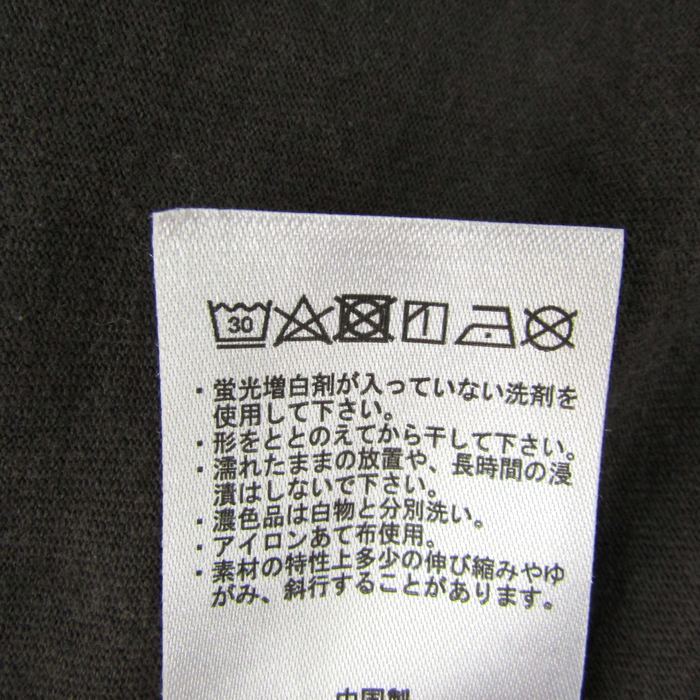 30
・蛍光増白剤が入っていない洗剤を
使用して下さい。
・形をととのえてから干して下さい。
・濡れたままの放置や、長時間の浸
漬はしないで下さい。
・濃色品は白物と分別洗い。
・アイロンあて布使用。
・素材の特性上多少の伸び縮みやゆ
がみ、斜行することがあります。
中国製